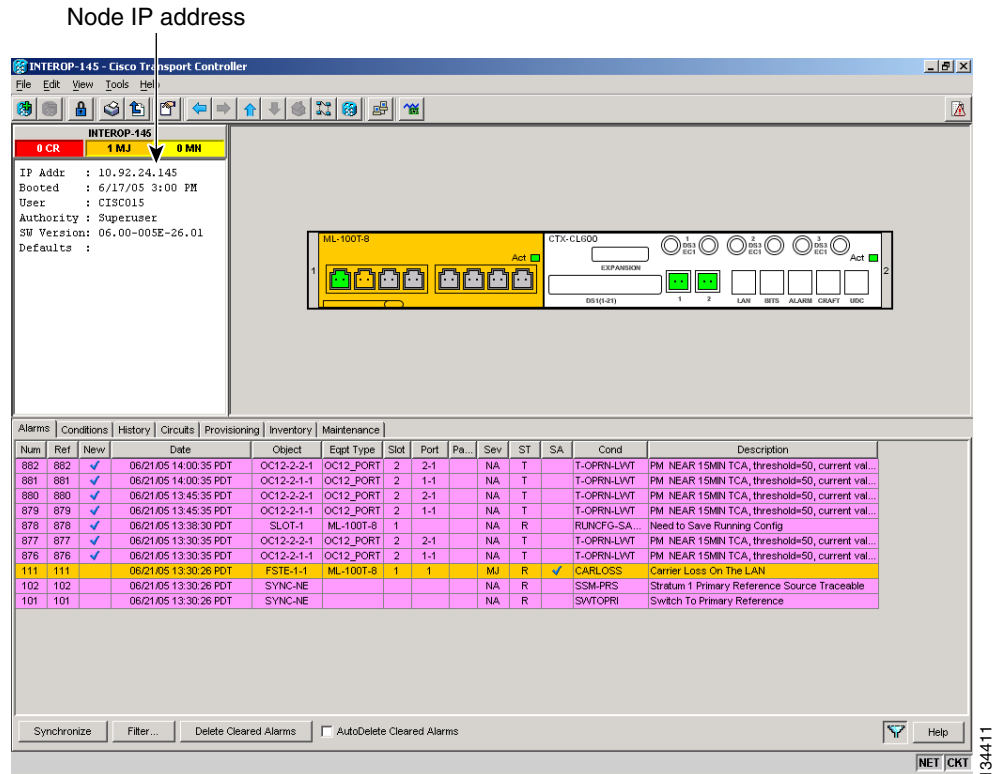 Node IP address
INTEROP-145 - Cisco Transport Controller
File Edit View Tools Help
INTEROP-145
0 CR 1 MJ 0 MN
IP Addr : 10.92.24.145
Booted : 6/17/05 3:00 PM
User : CISCO15
Authority : Superuser
SW Version: 06.00-005E-26.01
Defaults :
ML-100T-8
Act
1
CTX-CL600
EXPANSION
DS1(1-21)
1 DS3 EC1
2 DS3 EC1
3 DS3 EC1
Act
2
1 2 LAN BITS ALARM CRAFT UDC
Alarms Conditions History Circuits Provisioning Inventory Maintenance
Num Ref New Date Object Eqpt Type Slot Port Pa... Sev ST SA Cond Description
882 882 06/21/05 14:00:35 PDT OC12-2-2-1 OC12_PORT 2 2-1 NA T T-OPRN-LWT PM NEAR 15MIN TCA, threshold=50, current val...
881 881 06/21/05 14:00:35 PDT OC12-2-1-1 OC12_PORT 2 1-1 NA T T-OPRN-LWT PM NEAR 15MIN TCA, threshold=50, current val...
880 880 06/21/05 13:45:35 PDT OC12-2-2-1 OC12_PORT 2 2-1 NA T T-OPRN-LWT PM NEAR 15MIN TCA, threshold=50, current val...
879 879 06/21/05 13:45:35 PDT OC12-2-1-1 OC12_PORT 2 1-1 NA T T-OPRN-LWT PM NEAR 15MIN TCA, threshold=50, current val...
878 878 06/21/05 13:38:30 PDT SLOT-1 ML-100T-8 1 NA R RUNCFG-SA... Need to Save Running Config
877 877 06/21/05 13:30:35 PDT OC12-2-2-1 OC12_PORT 2 2-1 NA T T-OPRN-LWT PM NEAR 15MIN TCA, threshold=50, current val...
876 876 06/21/05 13:30:35 PDT OC12-2-1-1 OC12_PORT 2 1-1 NA T T-OPRN-LWT PM NEAR 15MIN TCA, threshold=50, current val...
111 111 06/21/05 13:30:26 PDT FSTE-1-1 ML-100T-8 1 1 MJ R CARLOSS Carrier Loss On The LAN
102 102 06/21/05 13:30:26 PDT SYNC-NE NA R SSM-PRS Stratum 1 Primary Reference Source Traceable
101 101 06/21/05 13:30:26 PDT SYNC-NE NA R SWTOPRI Switch To Primary Reference
Synchronize Filter... Delete Cleared Alarms AutoDelete Cleared Alarms Help
NET CKT
134411